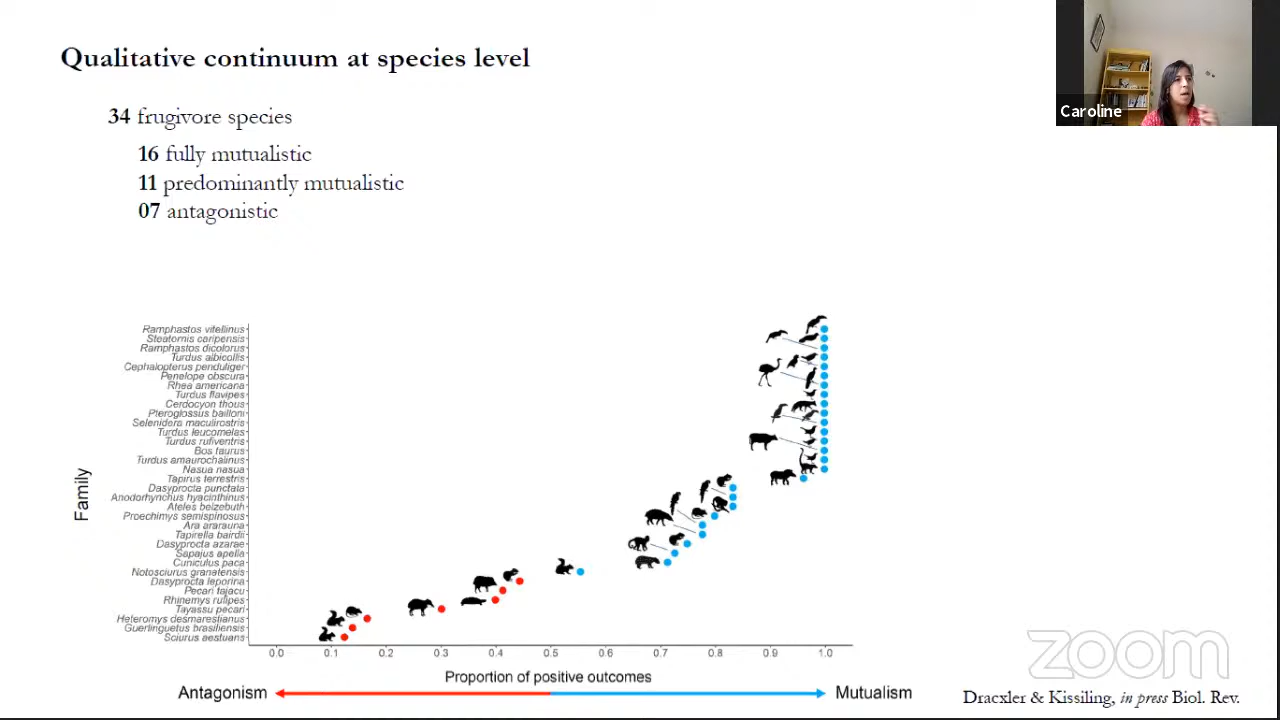 Qualitative continuum at species level
Caroline
34 frugivore species
16 fully mutualistic
11 predominantly mutualistic
07 antagonistic
Ramphastos vitellinus
Steatornis caripensis
Ramphastos dicolorus
Turdus albicollis
Cephalopterus penduliger
Penelope obscura
Rhea americana
Turdus flavipes
Cerdocyon thous
Pteroglossus bailloni
Selenidera maculirostris
Turdus leucomelas
Turdus rufiventris
Bos taurus
Turdus amaurochalinus
Nasua nasua
Tapirus terrestris
Dasyprocta punctata
Anodorhynchus hyacinthinus
Ateles belzebuth
Proechimys semispinosus
Ara ararauna
Tapirella bairdii
Dasyprocta azarae
Sapajus apella
Cuniculus paca
Notosciurus granatensis
Dasyprocta leporina
Pecari tajacu
Rhinemys rufipes
Tayassu pecari
Heteromys desmarestianus
Guerlinguetus brasiliensis
Sciurus aestuans
Family
0.0 0.1 0.2 0.3 0.4 0.5 0.6 0.7 0.8 0.9 1.0
Proportion of positive outcomes
Antagonism Mutualism
zoom
Dracxler & Kissiling, in press Biol. Rev.